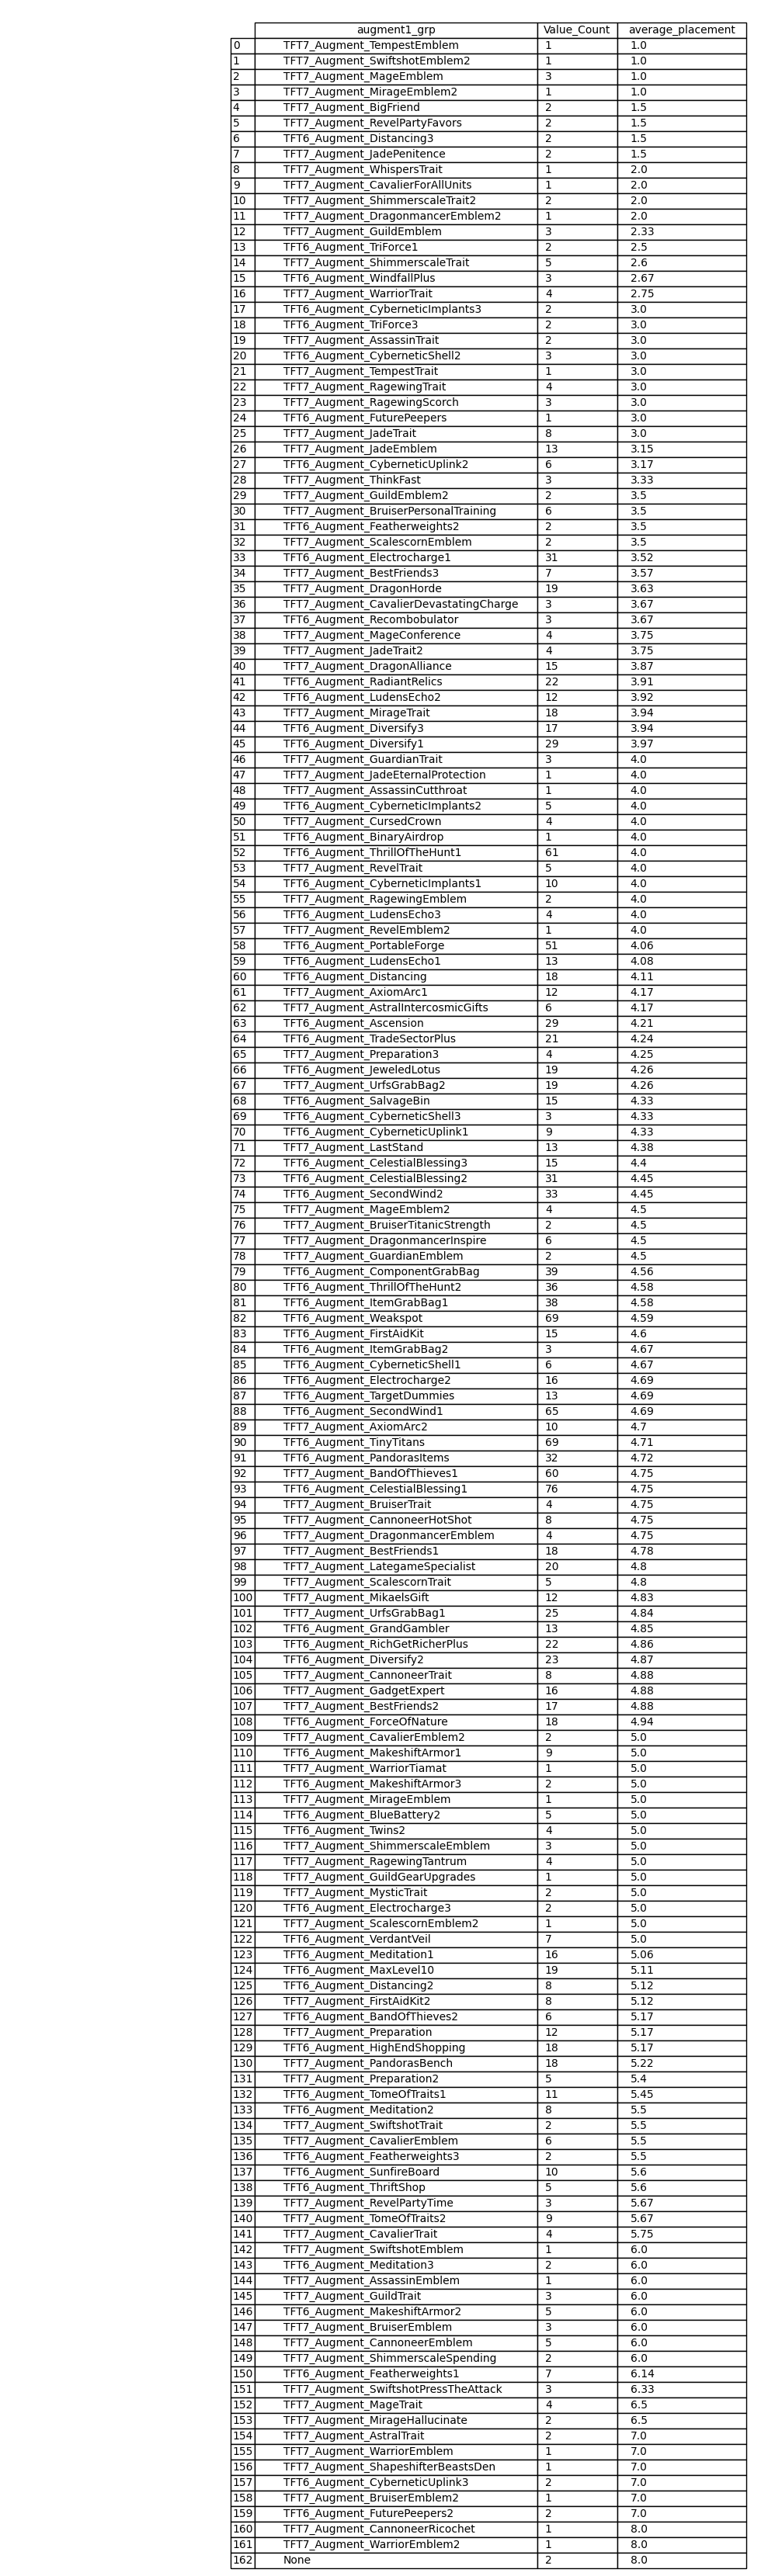 augment1_grp Value_Count average_placement
0 TFT7_Augment_TempestEmblem 1 1.0
1 TFT7_Augment_SwiftshotEmblem2 1 1.0
2 TFT7_Augment_MageEmblem 3 1.0
3 TFT7_Augment_MirageEmblem2 1 1.0
4 TFT7_Augment_BigFriend 2 1.5
5 TFT7_Augment_RevelPartyFavors 2 1.5
6 TFT6_Augment_Distancing3 2 1.5
7 TFT7_Augment_JadePenitence 2 1.5
8 TFT7_Augment_WhispersTrait 1 2.0
9 TFT7_Augment_CavalierForAllUnits 1 2.0
10 TFT7_Augment_ShimmerscaleTrait2 2 2.0
11 TFT7_Augment_DragonmancerEmblem2 1 2.0
12 TFT7_Augment_GuildEmblem 3 2.33
13 TFT6_Augment_TriForce1 2 2.5
14 TFT7_Augment_ShimmerscaleTrait 5 2.6
15 TFT6_Augment_WindfallPlus 3 2.67
16 TFT7_Augment_WarriorTrait 4 2.75
17 TFT6_Augment_CyberneticImplants3 2 3.0
18 TFT6_Augment_TriForce3 2 3.0
19 TFT7_Augment_AssassinTrait 2 3.0
20 TFT6_Augment_CyberneticShell2 3 3.0
21 TFT7_Augment_TempestTrait 1 3.0
22 TFT7_Augment_RagewingTrait 4 3.0
23 TFT7_Augment_RagewingScorch 3 3.0
24 TFT6_Augment_FuturePeepers 1 3.0
25 TFT7_Augment_JadeTrait 8 3.0
26 TFT7_Augment_JadeEmblem 13 3.15
27 TFT6_Augment_CyberneticUplink2 6 3.17
28 TFT7_Augment_ThinkFast 3 3.33
29 TFT7_Augment_GuildEmblem2 2 3.5
30 TFT7_Augment_BruiserPersonalTraining 6 3.5
31 TFT6_Augment_Featherweights2 2 3.5
32 TFT7_Augment_ScalescornEmblem 2 3.5
33 TFT6_Augment_Electrocharge1 31 3.52
34 TFT7_Augment_BestFriends3 7 3.57
35 TFT7_Augment_DragonHorde 19 3.63
36 TFT7_Augment_CavalierDevastatingCharge 3 3.67
37 TFT6_Augment_Recombobulator 3 3.67
38 TFT7_Augment_MageConference 4 3.75
39 TFT7_Augment_JadeTrait2 4 3.75
40 TFT7_Augment_DragonAlliance 15 3.87
41 TFT6_Augment_RadiantRelics 22 3.91
42 TFT6_Augment_LudensEcho2 12 3.92
43 TFT7_Augment_MirageTrait 18 3.94
44 TFT6_Augment_Diversify3 17 3.94
45 TFT6_Augment_Diversify1 29 3.97
46 TFT7_Augment_GuardianTrait 3 4.0
47 TFT7_Augment_JadeEternalProtection 1 4.0
48 TFT7_Augment_AssassinCutthroat 1 4.0
49 TFT6_Augment_CyberneticImplants2 5 4.0
50 TFT7_Augment_CursedCrown 4 4.0
51 TFT6_Augment_BinaryAirdrop 1 4.0
52 TFT6_Augment_ThrillOfTheHunt1 61 4.0
53 TFT7_Augment_RevelTrait 5 4.0
54 TFT6_Augment_CyberneticImplants1 10 4.0
55 TFT7_Augment_RagewingEmblem 2 4.0
56 TFT6_Augment_LudensEcho3 4 4.0
57 TFT7_Augment_RevelEmblem2 1 4.0
58 TFT6_Augment_PortableForge 51 4.06
59 TFT6_Augment_LudensEcho1 13 4.08
60 TFT6_Augment_Distancing 18 4.11
61 TFT7_Augment_AxiomArc1 12 4.17
62 TFT7_Augment_AstralIntercosmicGifts 6 4.17
63 TFT6_Augment_Ascension 29 4.21
64 TFT6_Augment_TradeSectorPlus 21 4.24
65 TFT7_Augment_Preparation3 4 4.25
66 TFT6_Augment_JeweledLotus 19 4.26
67 TFT7_Augment_UrfsGrabBag2 19 4.26
68 TFT6_Augment_SalvageBin 15 4.33
69 TFT6_Augment_CyberneticShell3 3 4.33
70 TFT6_Augment_CyberneticUplink1 9 4.33
71 TFT7_Augment_LastStand 13 4.38
72 TFT6_Augment_CelestialBlessing3 15 4.4
73 TFT6_Augment_CelestialBlessing2 31 4.45
74 TFT6_Augment_SecondWind2 33 4.45
75 TFT7_Augment_MageEmblem2 4 4.5
76 TFT7_Augment_BruiserTitanicStrength 2 4.5
77 TFT7_Augment_DragonmancerInspire 6 4.5
78 TFT7_Augment_GuardianEmblem 2 4.5
79 TFT6_Augment_ComponentGrabBag 39 4.56
80 TFT6_Augment_ThrillOfTheHunt2 36 4.58
81 TFT6_Augment_ItemGrabBag1 38 4.58
82 TFT6_Augment_Weakspot 69 4.59
83 TFT6_Augment_FirstAidKit 15 4.6
84 TFT6_Augment_ItemGrabBag2 3 4.67
85 TFT6_Augment_CyberneticShell1 6 4.67
86 TFT6_Augment_Electrocharge2 16 4.69
87 TFT6_Augment_TargetDummies 13 4.69
88 TFT6_Augment_SecondWind1 65 4.69
89 TFT7_Augment_AxiomArc2 10 4.7
90 TFT6_Augment_TinyTitans 69 4.71
91 TFT6_Augment_PandorasItems 32 4.72
92 TFT7_Augment_BandOfThieves1 60 4.75
93 TFT6_Augment_CelestialBlessing1 76 4.75
94 TFT7_Augment_BruiserTrait 4 4.75
95 TFT7_Augment_CannoneerHotShot 8 4.75
96 TFT7_Augment_DragonmancerEmblem 4 4.75
97 TFT7_Augment_BestFriends1 18 4.78
98 TFT7_Augment_LategameSpecialist 20 4.8
99 TFT7_Augment_ScalescornTrait 5 4.8
100 TFT7_Augment_MikaelsGift 12 4.83
101 TFT7_Augment_UrfsGrabBag1 25 4.84
102 TFT6_Augment_GrandGambler 13 4.85
103 TFT6_Augment_RichGetRicherPlus 22 4.86
104 TFT6_Augment_Diversify2 23 4.87
105 TFT7_Augment_CannoneerTrait 8 4.88
106 TFT7_Augment_GadgetExpert 16 4.88
107 TFT7_Augment_BestFriends2 17 4.88
108 TFT6_Augment_ForceOfNature 18 4.94
109 TFT7_Augment_CavalierEmblem2 2 5.0
110 TFT6_Augment_MakeshiftArmor1 9 5.0
111 TFT7_Augment_WarriorTiamat 1 5.0
112 TFT6_Augment_MakeshiftArmor3 2 5.0
113 TFT7_Augment_MirageEmblem 1 5.0
114 TFT6_Augment_BlueBattery2 5 5.0
115 TFT6_Augment_Twins2 4 5.0
116 TFT7_Augment_ShimmerscaleEmblem 3 5.0
117 TFT7_Augment_RagewingTantrum 4 5.0
118 TFT7_Augment_GuildGearUpgrades 1 5.0
119 TFT7_Augment_MysticTrait 2 5.0
120 TFT6_Augment_Electrocharge3 2 5.0
121 TFT7_Augment_ScalescornEmblem2 1 5.0
122 TFT6_Augment_VerdantVeil 7 5.0
123 TFT6_Augment_Meditation1 16 5.06
124 TFT6_Augment_MaxLevel10 19 5.11
125 TFT6_Augment_Distancing2 8 5.12
126 TFT7_Augment_FirstAidKit2 8 5.12
127 TFT6_Augment_BandOfThieves2 6 5.17
128 TFT7_Augment_Preparation 12 5.17
129 TFT6_Augment_HighEndShopping 18 5.17
130 TFT7_Augment_PandorasBench 18 5.22
131 TFT7_Augment_Preparation2 5 5.4
132 TFT6_Augment_TomeOfTraits1 11 5.45
133 TFT6_Augment_Meditation2 8 5.5
134 TFT7_Augment_SwiftshotTrait 2 5.5
135 TFT7_Augment_CavalierEmblem 6 5.5
136 TFT6_Augment_Featherweights3 2 5.5
137 TFT6_Augment_SunfireBoard 10 5.6
138 TFT6_Augment_ThriftShop 5 5.6
139 TFT7_Augment_RevelPartyTime 3 5.67
140 TFT7_Augment_TomeOfTraits2 9 5.67
141 TFT7_Augment_CavalierTrait 4 5.75
142 TFT7_Augment_SwiftshotEmblem 1 6.0
143 TFT6_Augment_Meditation3 2 6.0
144 TFT7_Augment_AssassinEmblem 1 6.0
145 TFT7_Augment_GuildTrait 3 6.0
146 TFT6_Augment_MakeshiftArmor2 5 6.0
147 TFT7_Augment_BruiserEmblem 3 6.0
148 TFT7_Augment_CannoneerEmblem 5 6.0
149 TFT7_Augment_ShimmerscaleSpending 2 6.0
150 TFT6_Augment_Featherweights1 7 6.14
151 TFT7_Augment_SwiftshotPressTheAttack 3 6.33
152 TFT7_Augment_MageTrait 4 6.5
153 TFT7_Augment_MirageHallucinate 2 6.5
154 TFT7_Augment_AstralTrait 2 7.0
155 TFT7_Augment_WarriorEmblem 1 7.0
156 TFT7_Augment_ShapeshifterBeastsDen 1 7.0
157 TFT6_Augment_CyberneticUplink3 2 7.0
158 TFT7_Augment_BruiserEmblem2 1 7.0
159 TFT6_Augment_FuturePeepers2 2 7.0
160 TFT7_Augment_CannoneerRicochet 1 8.0
161 TFT7_Augment_WarriorEmblem2 1 8.0
162 None 2 8.0